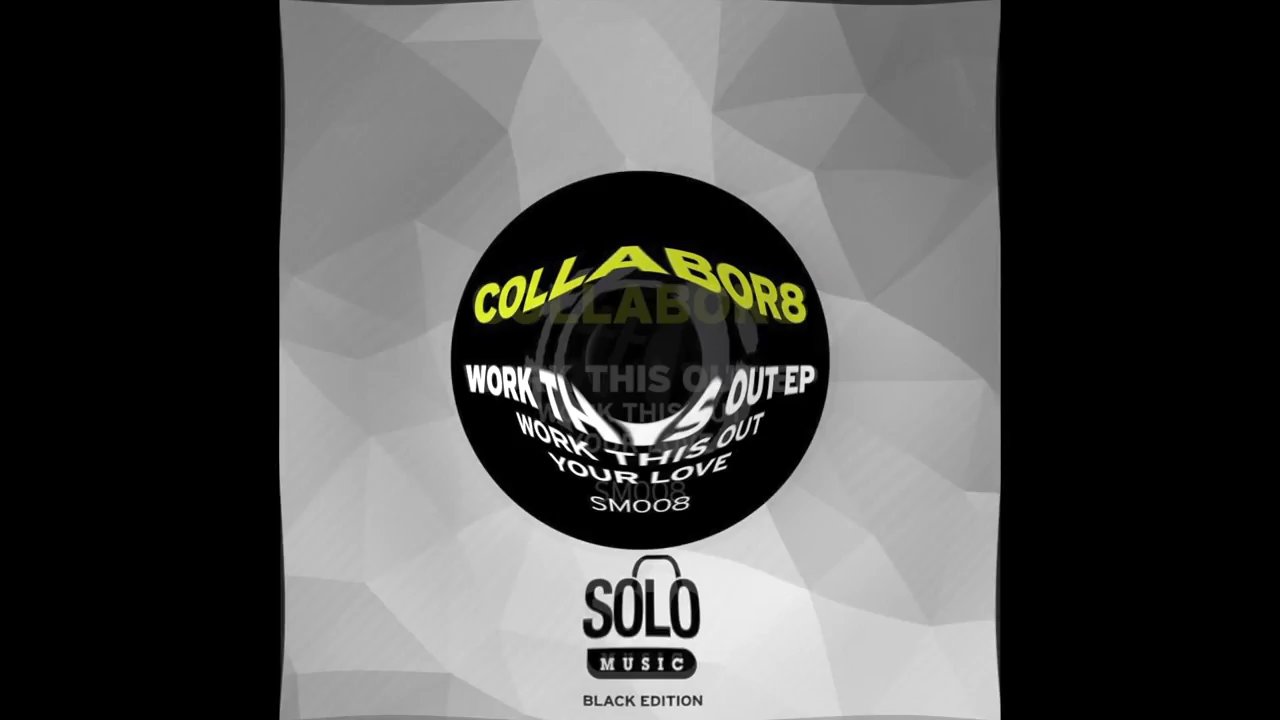 COLLABOR8
WORK THIS OUT EP
WORK THIS OUT
YOUR LOVE
SM008
SOLO
MUSIC
BLACK EDITION